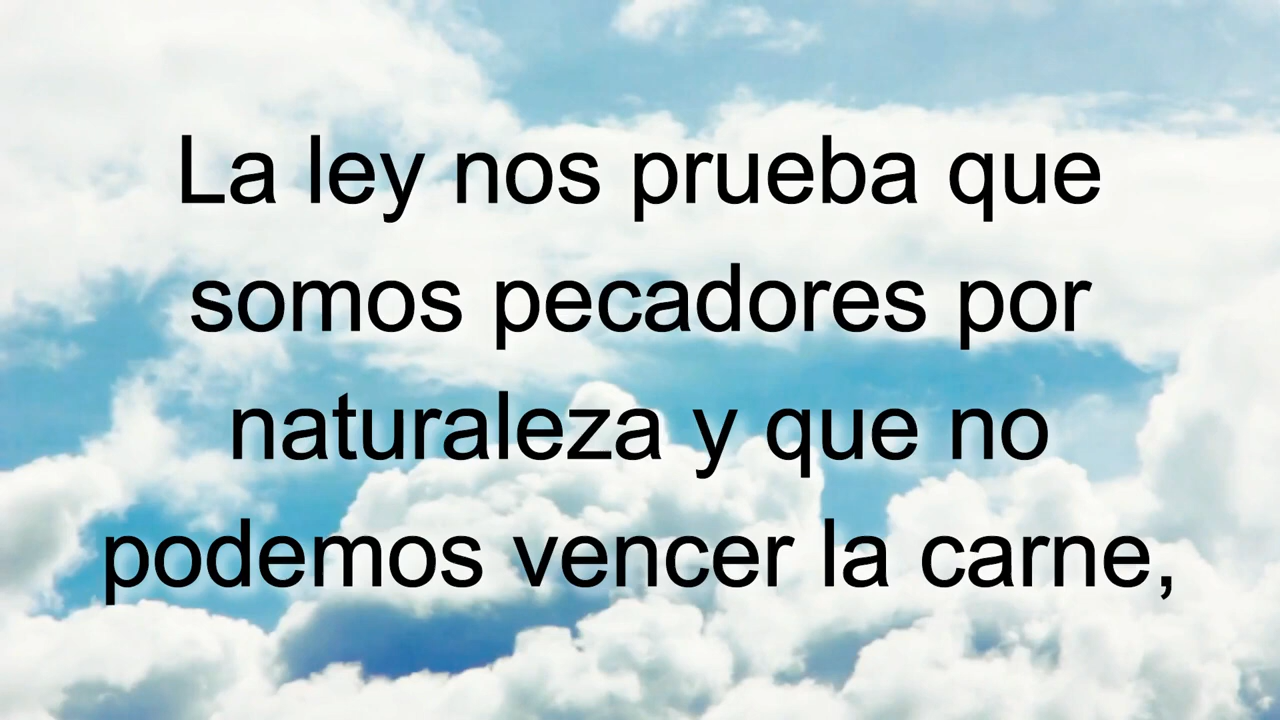 La ley nos prueba que
somos pecadores por
naturaleza y que no
podemos vencer la carne,